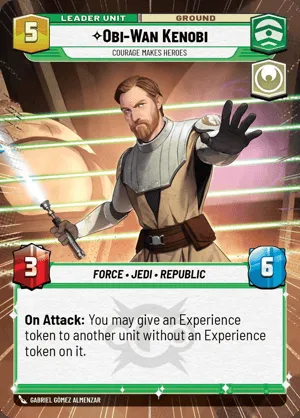 LEADER UNIT
GROUND
5
✧OBI-WAN KENOBI
COURAGE MAKES HEROES
3
6
FORCE • JEDI • REPUBLIC
On Attack: You may give an Experience
token to another unit without an Experience
token on it.
GABRIEL GÓMEZ ALMENZAR